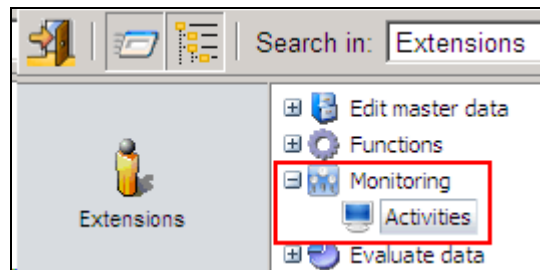 Search in: Extensions
Edit master data
Functions
Monitoring
Activities
Evaluate data
Extensions